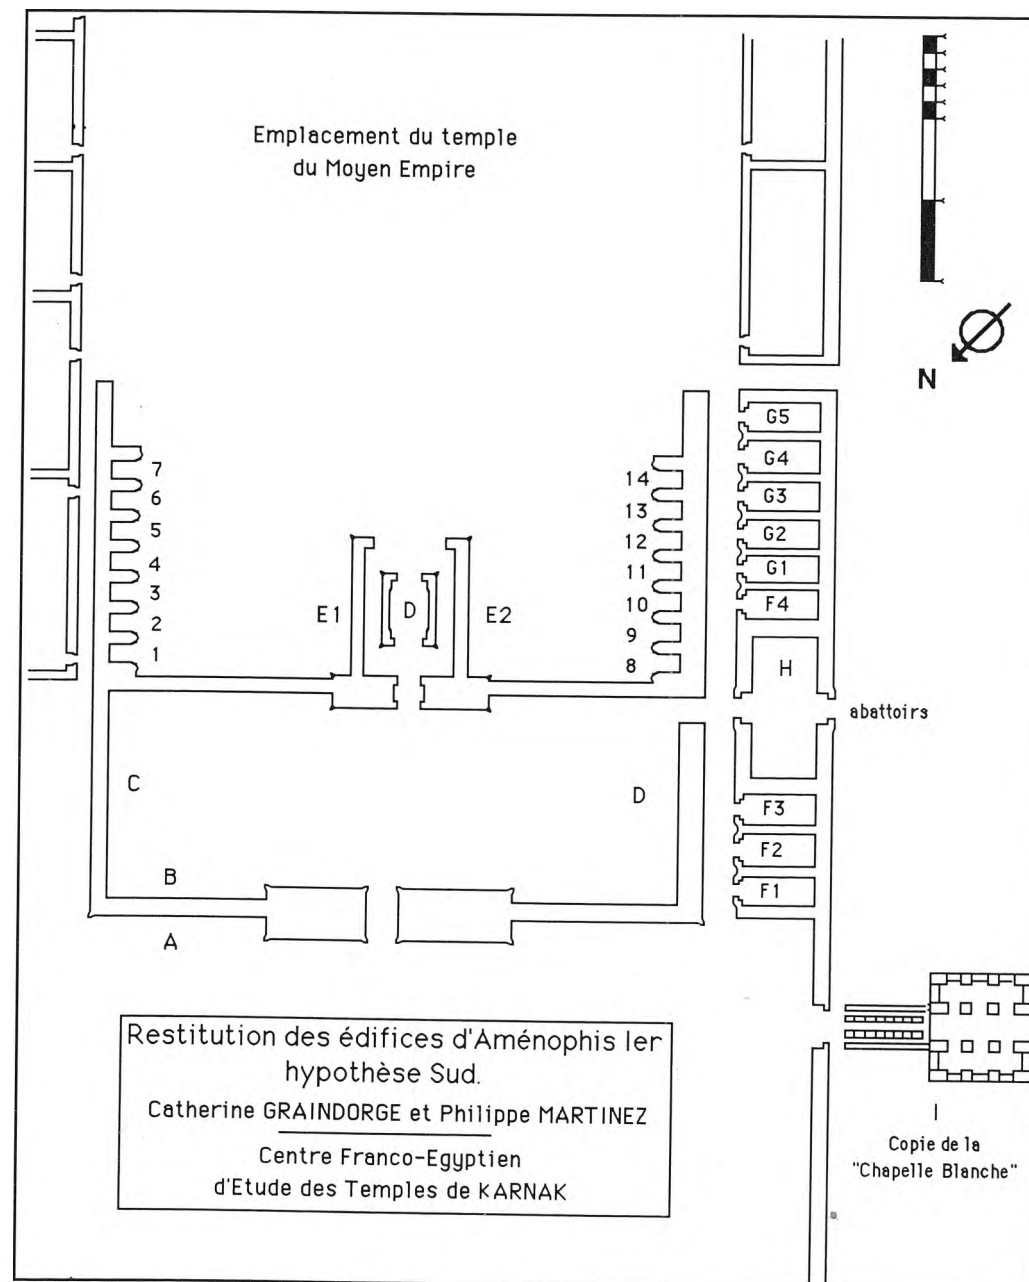 Emplacement du temple
du Moyen Empire
N
7
6
5
4
3
2
1
14
13
12
11
10
9
8
E1
D
E2
G5
G4
G3
G2
G1
F4
H
abattoirs
C
D
F3
F2
F1
B
A
Restitution des édifices d'Aménophis Ier
hypothèse Sud.
Catherine GRAINDORGE et Philippe MARTINEZ
Centre Franco-Egyptien
d'Etude des Temples de KARNAK
I
Copie de la
"Chapelle Blanche"